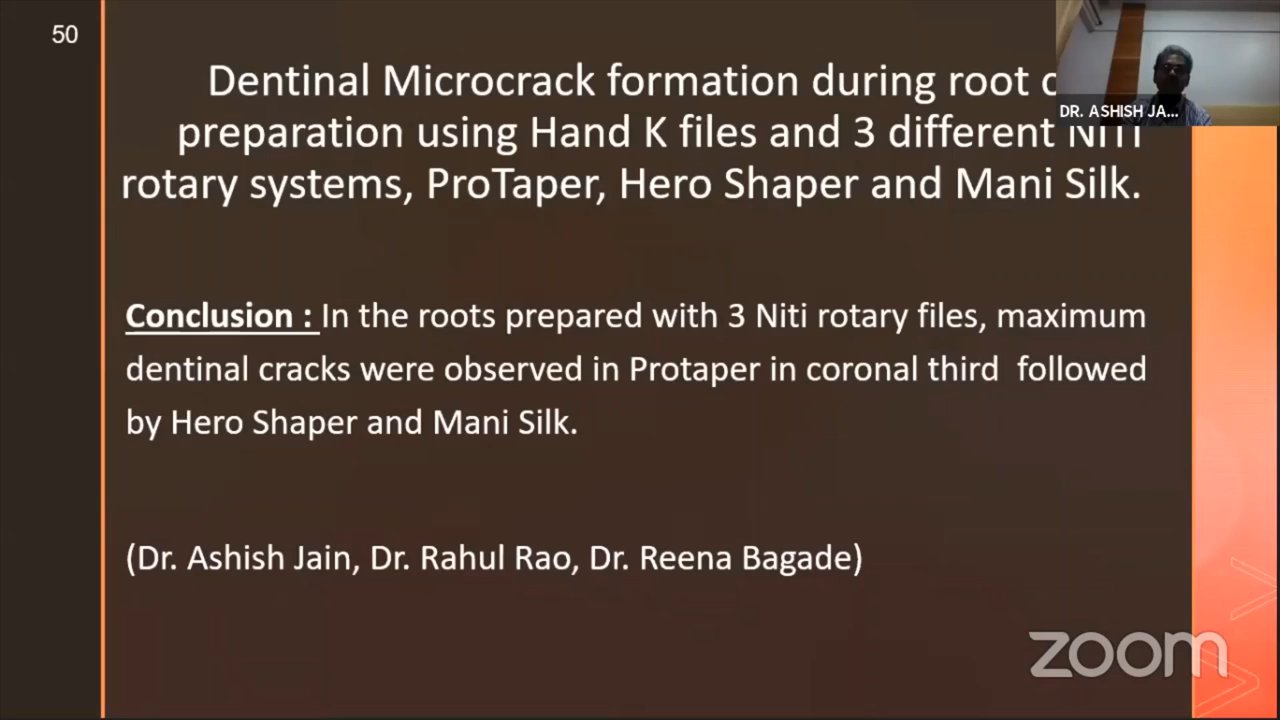 50
Dentinal Microcrack formation during root
preparation using Hand K files and 3 different NiTi
rotary systems, ProTaper, Hero Shaper and Mani Silk.
Conclusion : In the roots prepared with 3 Niti rotary files, maximum
dentinal cracks were observed in Protaper in coronal third followed
by Hero Shaper and Mani Silk.
(Dr. Ashish Jain, Dr. Rahul Rao, Dr. Reena Bagade)
DR. ASHISH JA...
zoom